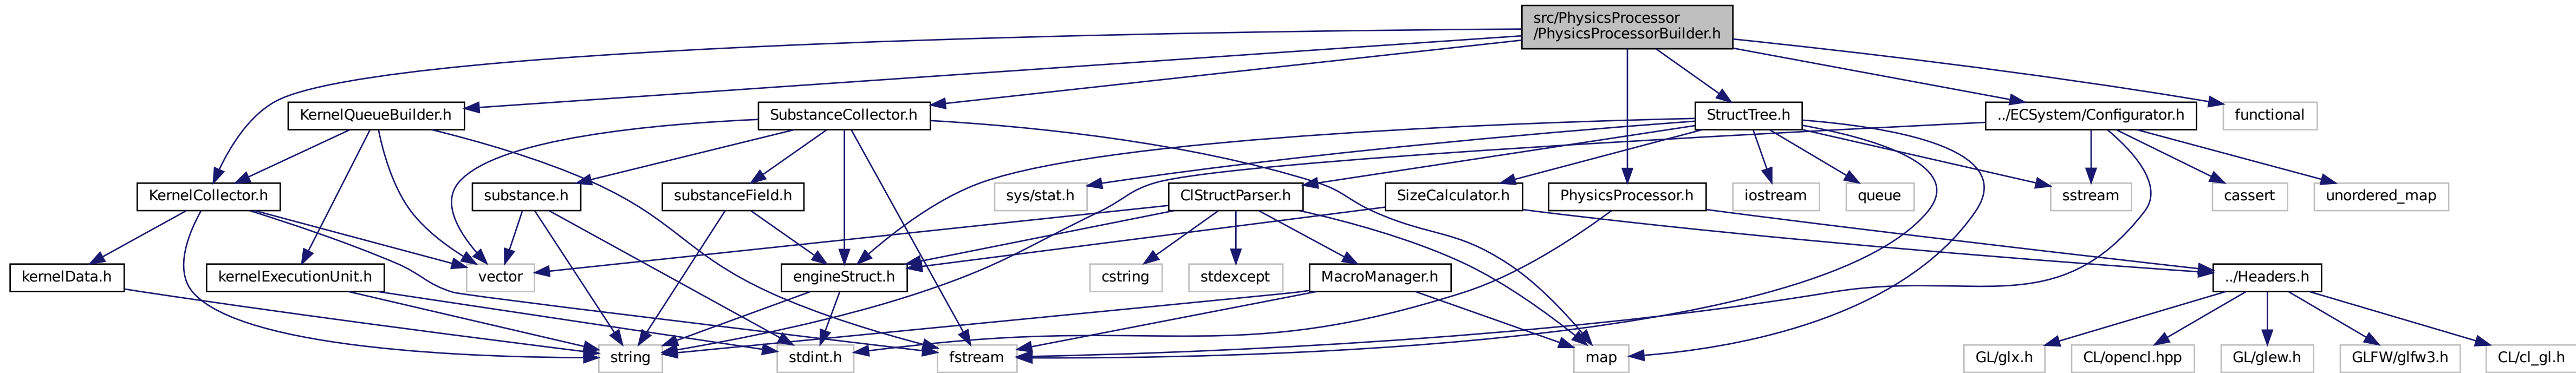 src/PhysicsProcessor
/PhysicsProcessorBuilder.h
KernelQueueBuilder.h
SubstanceCollector.h
StructTree.h
../ECSystem/Configurator.h
functional
KernelCollector.h
substance.h
substanceField.h
sys/stat.h
ClStructParser.h
SizeCalculator.h
PhysicsProcessor.h
iostream
queue
sstream
cassert
unordered_map
kernelData.h
kernelExecutionUnit.h
vector
engineStruct.h
cstring
stdexcept
MacroManager.h
../Headers.h
string
stdint.h
fstream
map
GL/glx.h
CL/opencl.hpp
GL/glew.h
GLFW/glfw3.h
CL/cl_gl.h